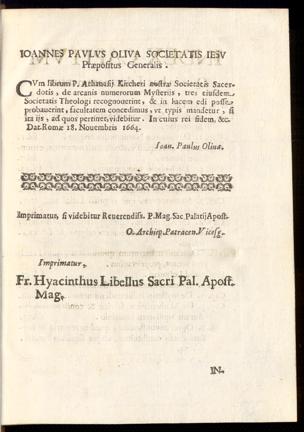 IOANNES PAVLVS OLIVA SOCIETATIS IESV
Præpositus Generalis.
CVm librum P. Athanasij Kircheri nostræ Societatis Sacer-
dotis, de arcanis numerorum Mysterijs, tres eiusdem
Societatis Theologi recognouerint, & in lucem edi posse
probauerint, facultatem concedimus, vt typis mandetur, si
ita ijs, ad quos pertinet, videbitur. In cuius rei fidem, &c.
Dat. Romæ 18. Nouembris 1664.
Ioan. Paulus Oliua.
Imprimatur, si videbitur Reuerendiss. P. Mag. Sac. Palatij Apost.
O. Archiep. Patracen. Vicesg.
Imprimatur,
Fr. Hyacinthus Libellus Sacri Pal. Apost.
Mag.
IN-